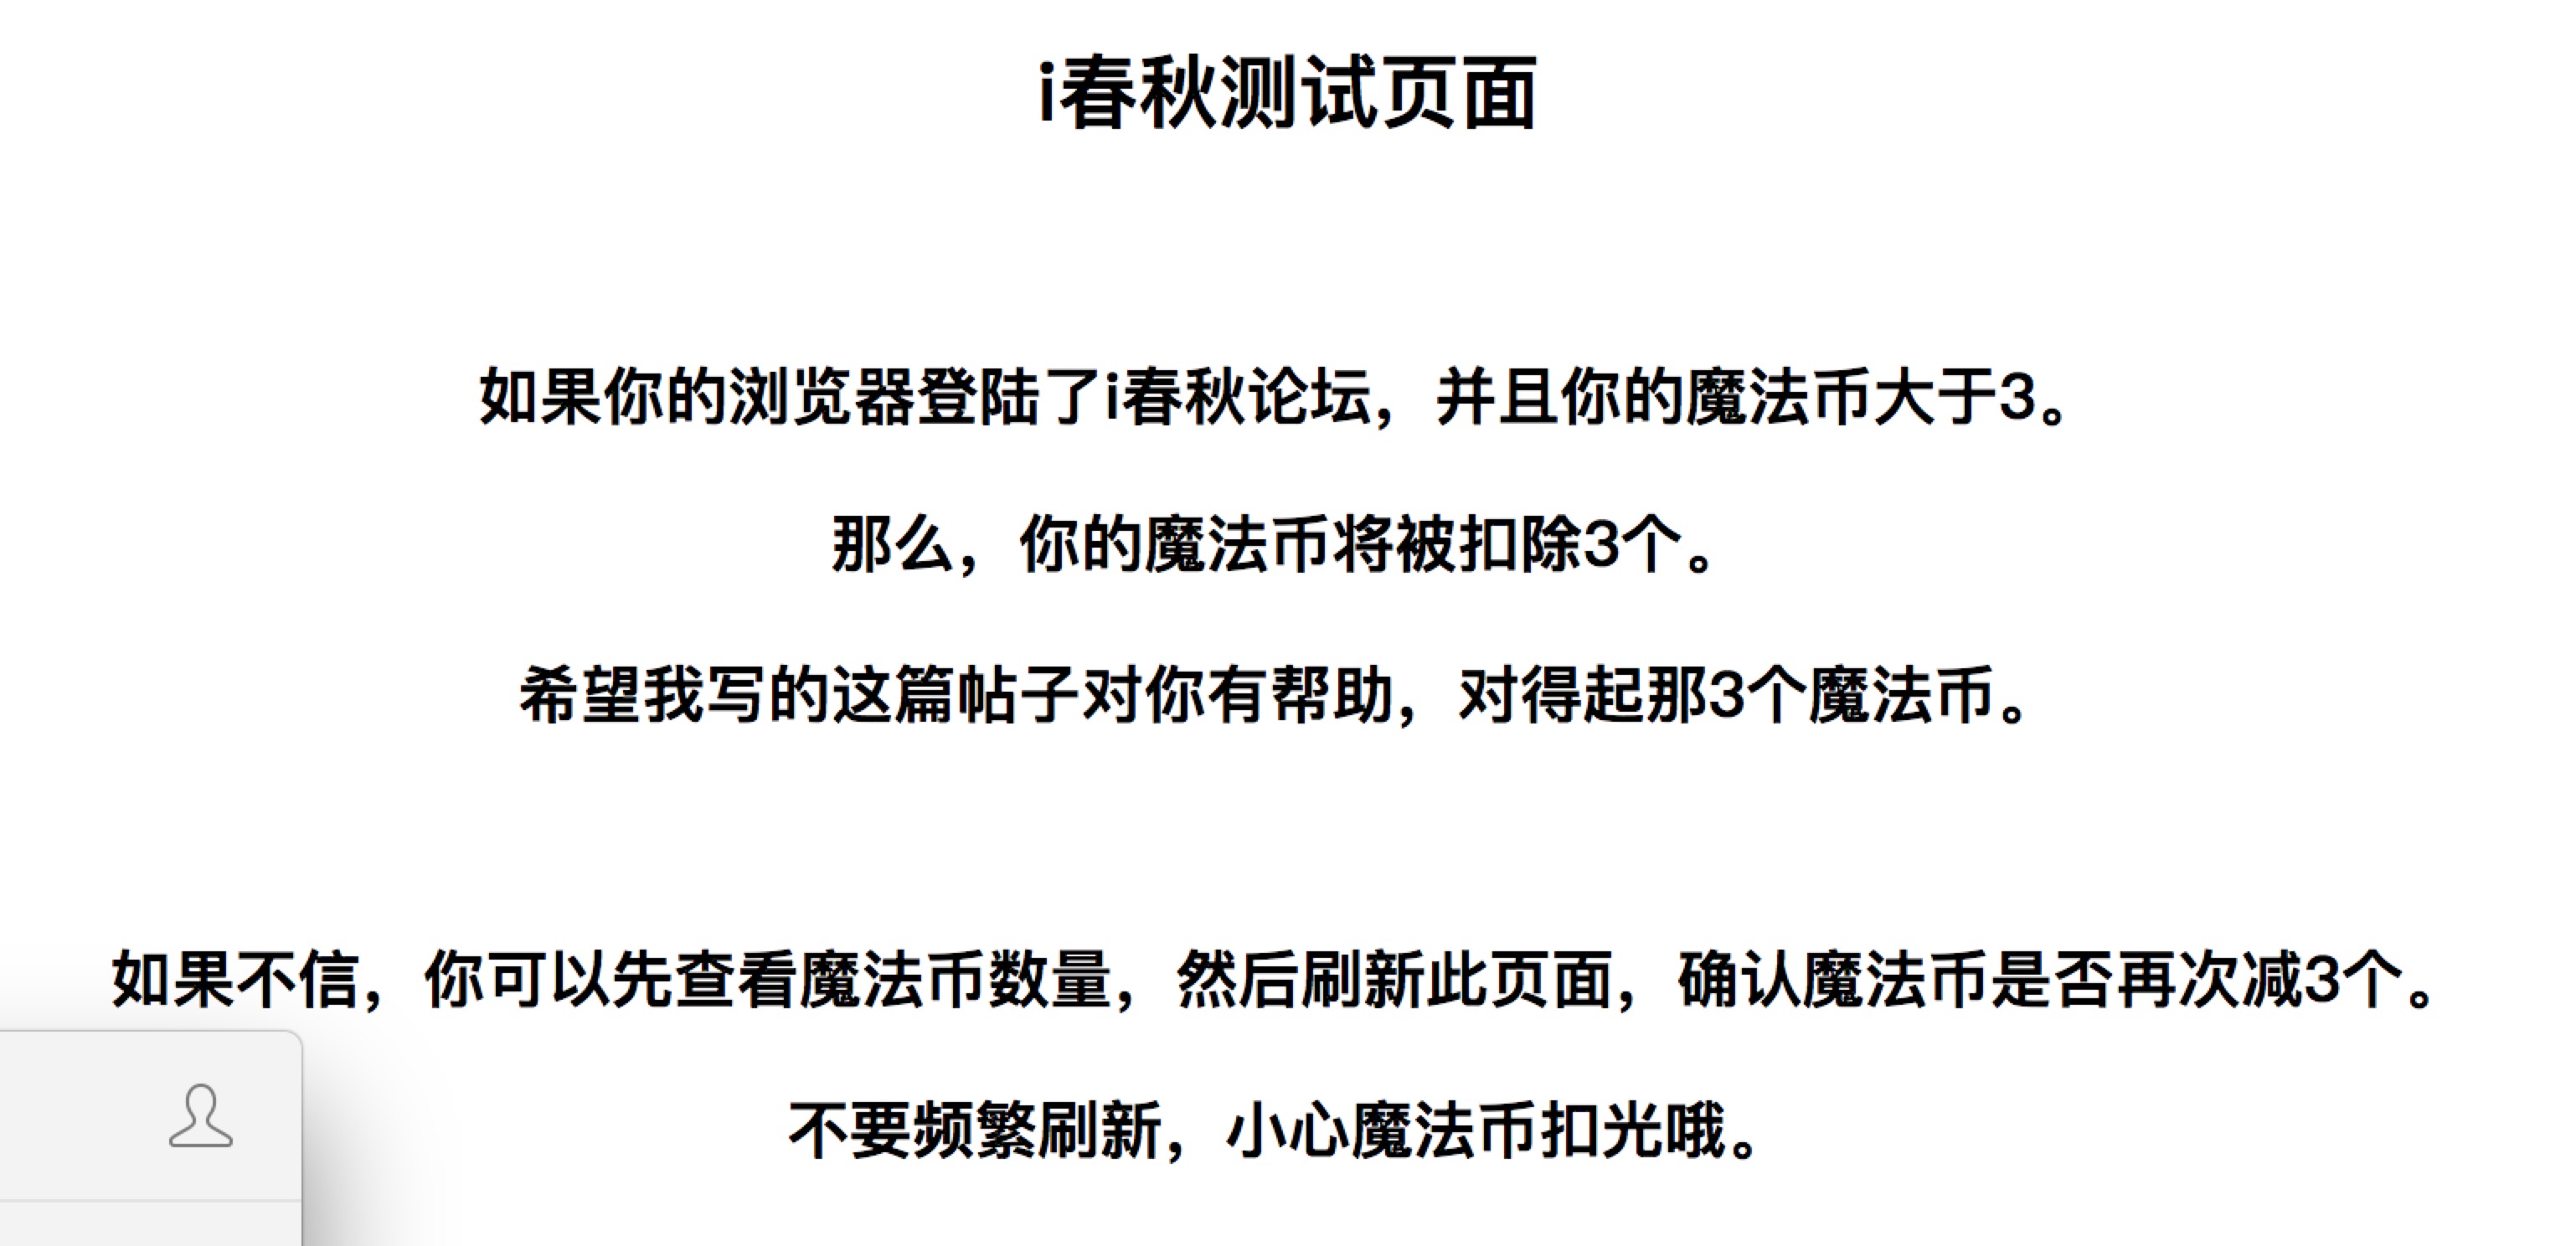 i春秋测试页面
如果你的浏览器登陆了i春秋论坛，并且你的魔法币大于3。
那么，你的魔法币将被扣除3个。
希望我写的这篇帖子对你有帮助，对得起那3个魔法币。
如果不信，你可以先查看魔法币数量，然后刷新此页面，确认魔法币是否再次减3个。
不要频繁刷新，小心魔法币扣光哦。